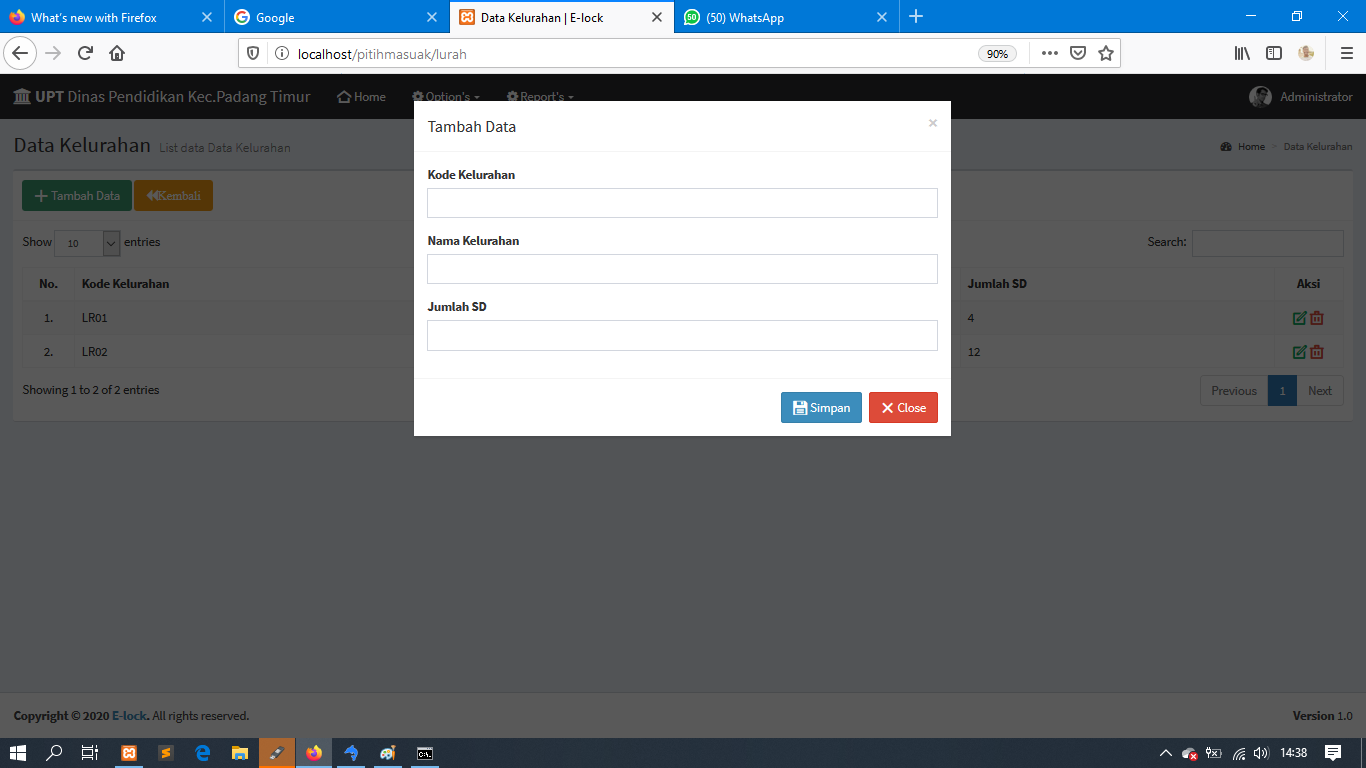 What's new with Firefox
Google
Data Kelurahan | E-lock
50 (50) WhatsApp
localhost/pitihmasuak/lurah
90%
UPT Dinas Pendidikan Kec.Padang Timur
Home
Option's
Report's
Administrator
Data Kelurahan List data Data Kelurahan
Home > Data Kelurahan
Tambah Data
Kembali
Show 10 entries
Search:
No. Kode Kelurahan Jumlah SD Aksi
1. LR01 4
2. LR02 12
Showing 1 to 2 of 2 entries
Previous 1 Next
Tambah Data
×
Kode Kelurahan
Nama Kelurahan
Jumlah SD
Simpan
Close
Copyright © 2020 E-lock. All rights reserved.
Version 1.0
C:\.
14:38